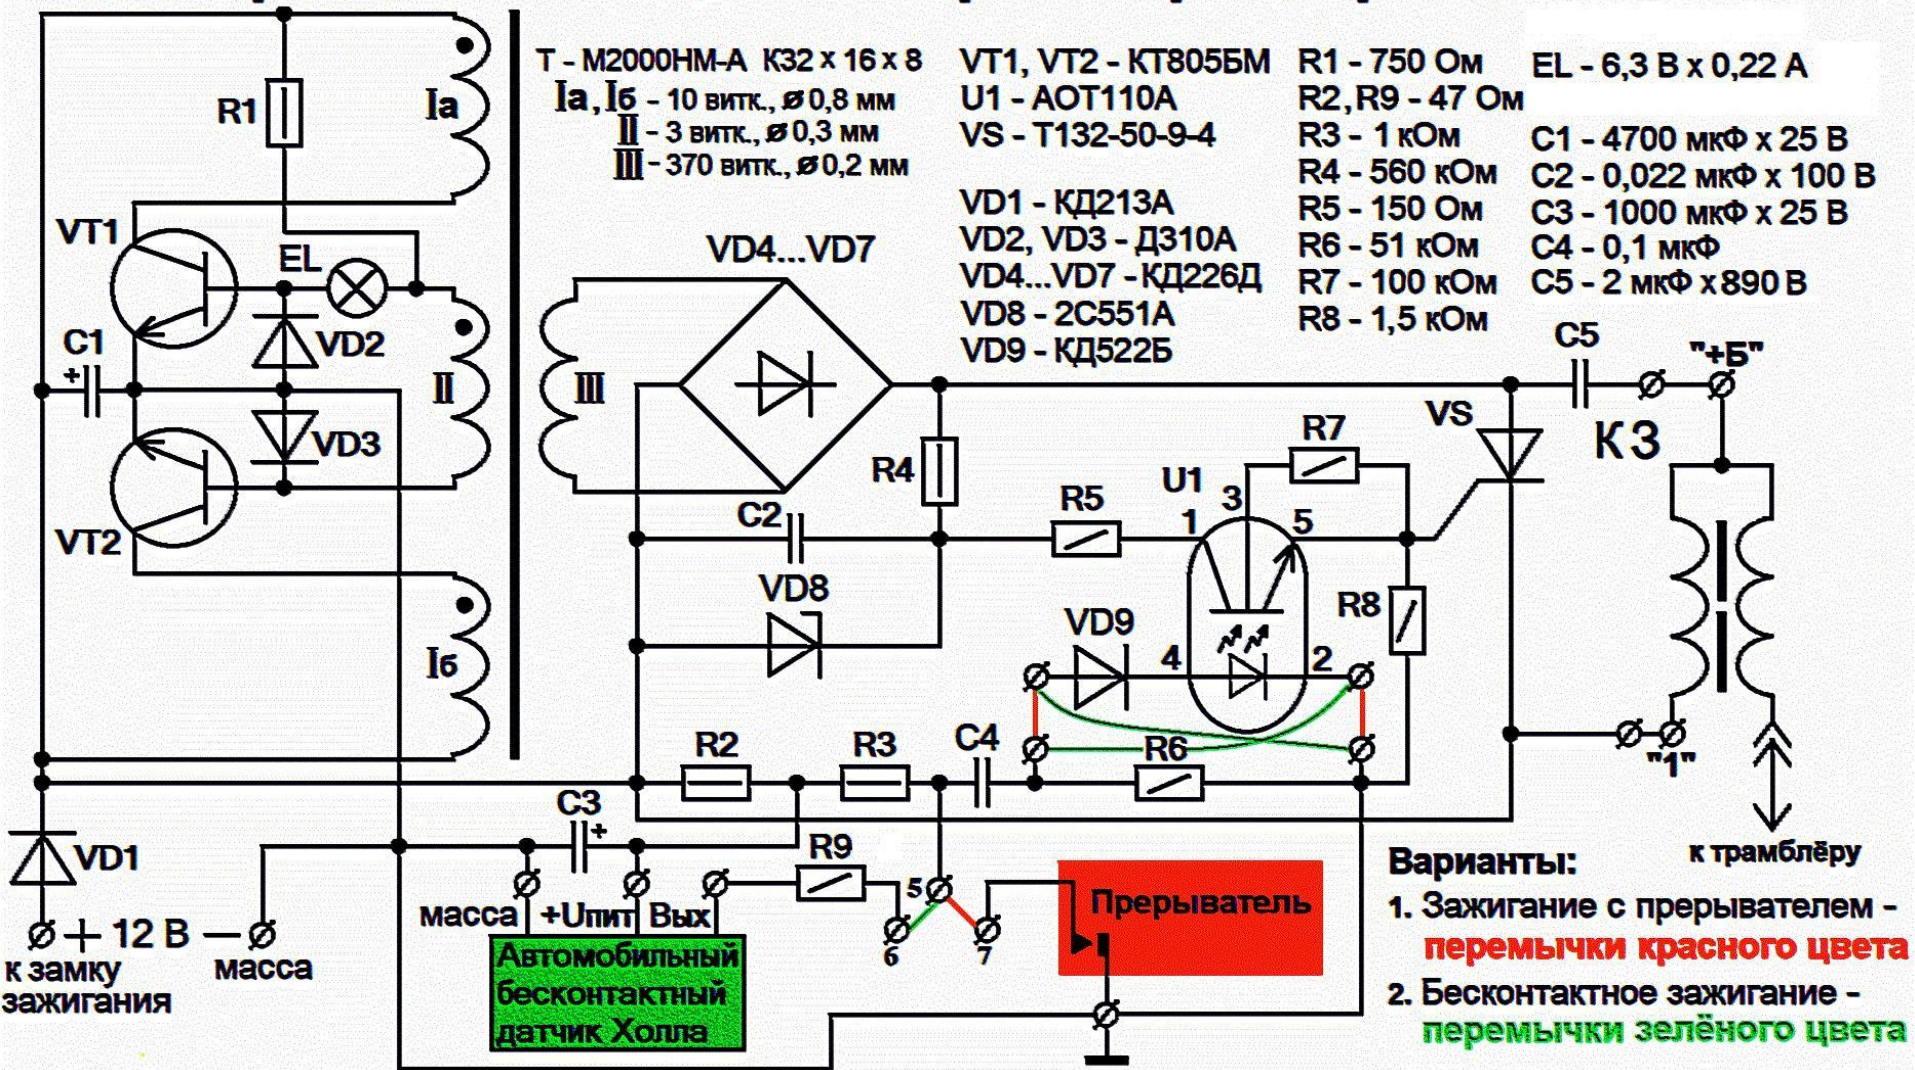 Т - М2000НМ-А К32 x 16 x 8
Iа, Iб - 10 витк., ø 0,8 мм
II - 3 витк., ø 0,3 мм
III - 370 витк., ø 0,2 мм
VT1, VT2 - КТ805БМ
U1 - АОТ110А
VS - Т132-50-9-4
VD1 - КД213А
VD2, VD3 - Д310А
VD4...VD7 - КД226Д
VD8 - 2С551А
VD9 - КД522Б
R1 - 750 Ом
R2, R9 - 47 Ом
R3 - 1 кОм
R4 - 560 кОм
R5 - 150 Ом
R6 - 51 кОм
R7 - 100 кОм
R8 - 1,5 кОм
EL - 6,3 В x 0,22 А
C1 - 4700 мкФ x 25 В
C2 - 0,022 мкФ x 100 В
C3 - 1000 мкФ x 25 В
C4 - 0,1 мкФ
C5 - 2 мкФ x 890 В
R1
Iа
VT1
EL
VD4...VD7
C1
+
VD2
II
III
VD3
VT2
Iб
C5
"+Б"
VS
КЗ
R7
R4
U1
3
R5
1
5
C2
VD8
R8
VD9
4
2
R2
R3
C4
R6
"1"
C3
+
VD1
R9
к трамблёру
5
6
7
Прерыватель
масса
+Uпит
Вых
+ 12 В —
к замку
зажигания
масса
Автомобильный
бесконтактный
датчик Холла
Варианты:
1. Зажигание с прерывателем -
перемычки красного цвета
2. Бесконтактное зажигание -
перемычки зелёного цвета